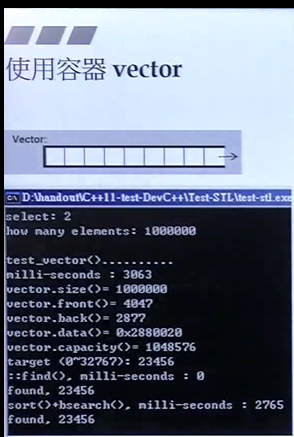 使用容器 vector
Vector:
D:\handout\C++11-test-DevC++\Test-STL\test-stl.exe
select: 2
how many elements: 1000000
test_vector()..........
milli-seconds : 3063
vector.size()= 1000000
vector.front()= 4047
vector.back()= 2877
vector.data()= 0x2880020
vector.capacity()= 1048576
target (0~32767): 23456
::find(), milli-seconds : 0
found, 23456
sort()+bsearch(), milli-seconds : 2765
found, 23456